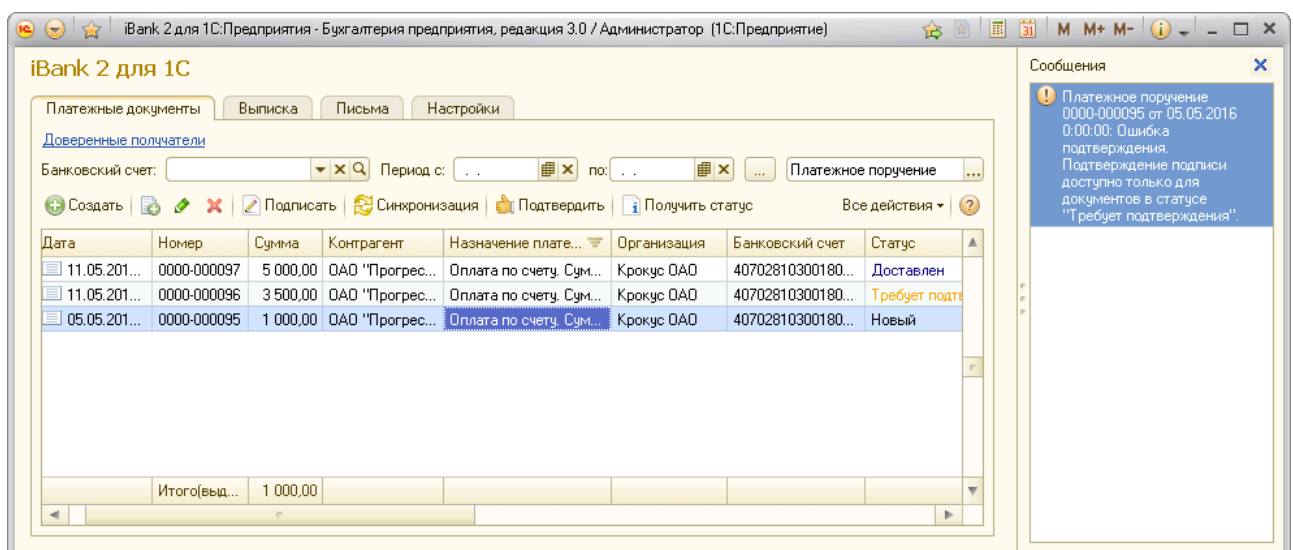 iBank 2 для 1С:Предприятия - Бухгалтерия предприятия, редакция 3.0 / Администратор (1С:Предприятие)
31 M M+ M-
iBank 2 для 1С
Платежные документы Выписка Письма Настройки
Доверенные получатели
Банковский счет: Период с: . . по: . . ... Платежное поручение ...
Создать Подписать Синхронизация Подтвердить Получить статус Все действия
Дата Номер Сумма Контрагент Назначение плате... Организация Банковский счет Статус
11.05.201... 0000-000097 5 000,00 ОАО "Прогрес... Оплата по счету. Сум... Крокус ОАО 40702810300180... Доставлен
11.05.201... 0000-000096 3 500,00 ОАО "Прогрес... Оплата по счету. Сум... Крокус ОАО 40702810300180... Требует подтв
05.05.201... 0000-000095 1 000,00 ОАО "Прогрес... Оплата по счету. Сум... Крокус ОАО 40702810300180... Новый
Итого(выд... 1 000,00
Сообщения
Платежное поручение
0000-000095 от 05.05.2016
0:00:00: Ошибка
подтверждения.
Подтверждение подписи
доступно только для
документов в статусе
"Требует подтверждения".